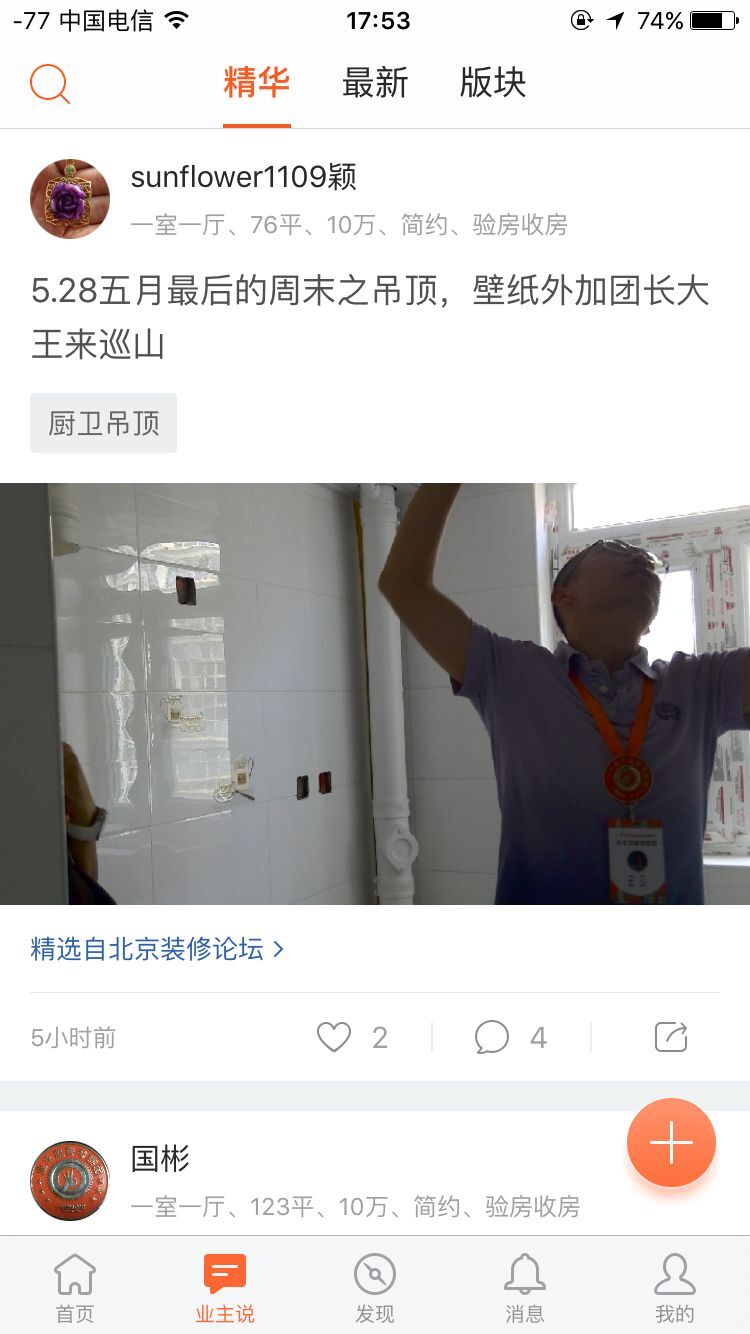 -77 中国电信
17:53
74%
精华 最新 版块
sunflower1109颖
一室一厅、76平、10万、简约、验房收房
5.28五月最后的周末之吊顶，壁纸外加团长大
王来巡山
厨卫吊顶
精选自北京装修论坛 >
5小时前 2 4
国彬
一室一厅、123平、10万、简约、验房收房
首页 业主说 发现 消息 我的